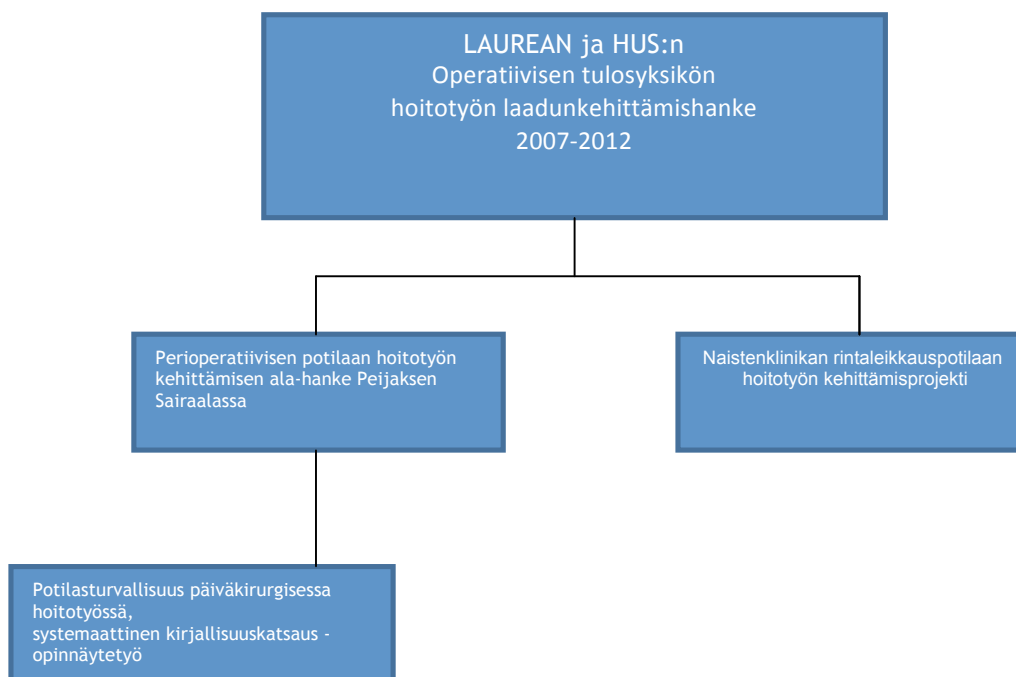 LAUREAN ja HUS:n
Operatiivisen tulosyksikön
hoitotyön laadunkehittämishanke
2007-2012
Perioperatiivisen potilaan hoitotyön
kehittämisen ala-hanke Peijaksen
Sairaalassa
Naistenklinikan rintaleikkauspotilaan
hoitotyön kehittämisprojekti
Potilasturvallisuus päiväkirurgisessa
hoitotyössä,
systemaattinen kirjallisuuskatsaus -
opinnäytetyö